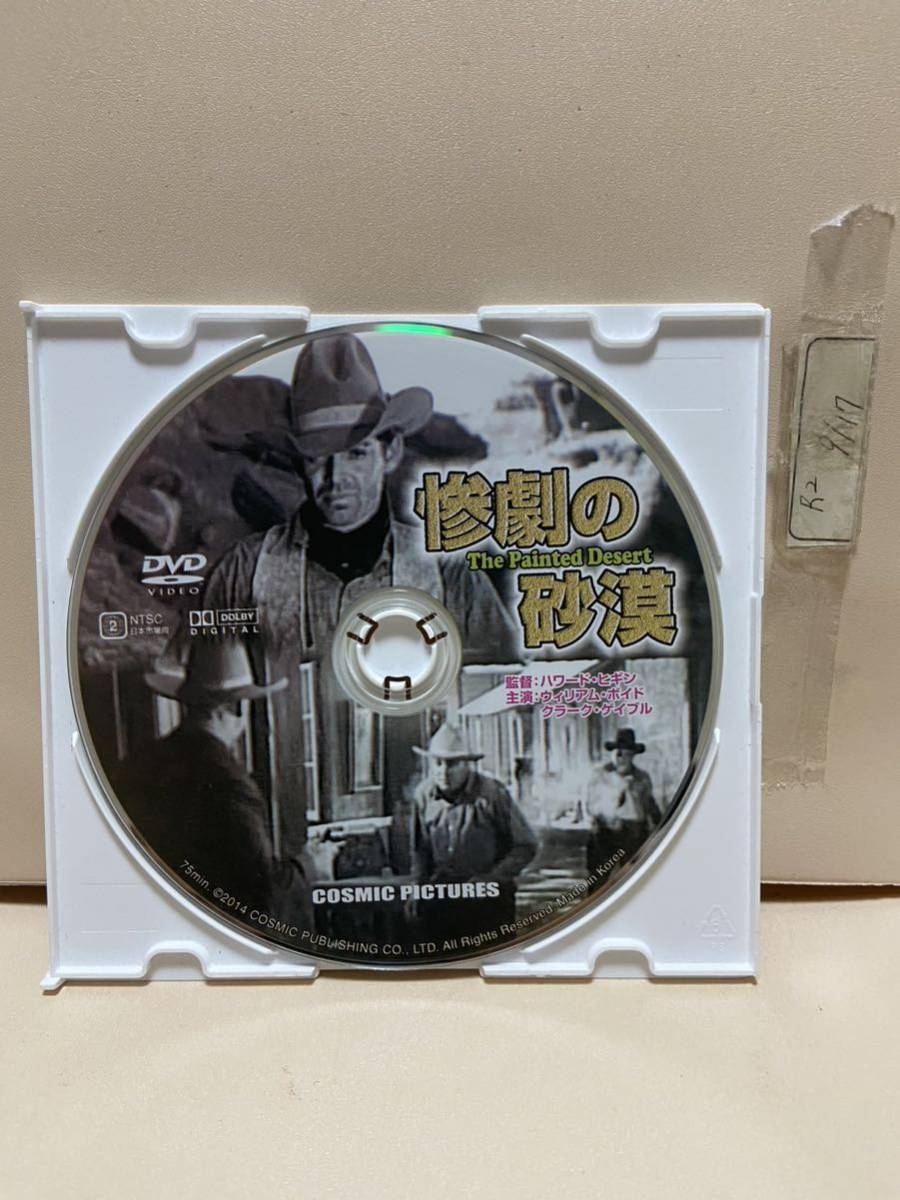 惨劇の
The Painted Desert
砂漠
監督:ハワード・ヒギン
主演:ウィリアム・ボイド
クラーク・ゲイブル
DVD
VIDEO
2
NTSC
日本市場向
DOLBY
DIGITAL
COSMIC PICTURES
75min. ©2014 COSMIC PUBLISHING CO., LTD. All Rights Reserved. Made in Korea
R2